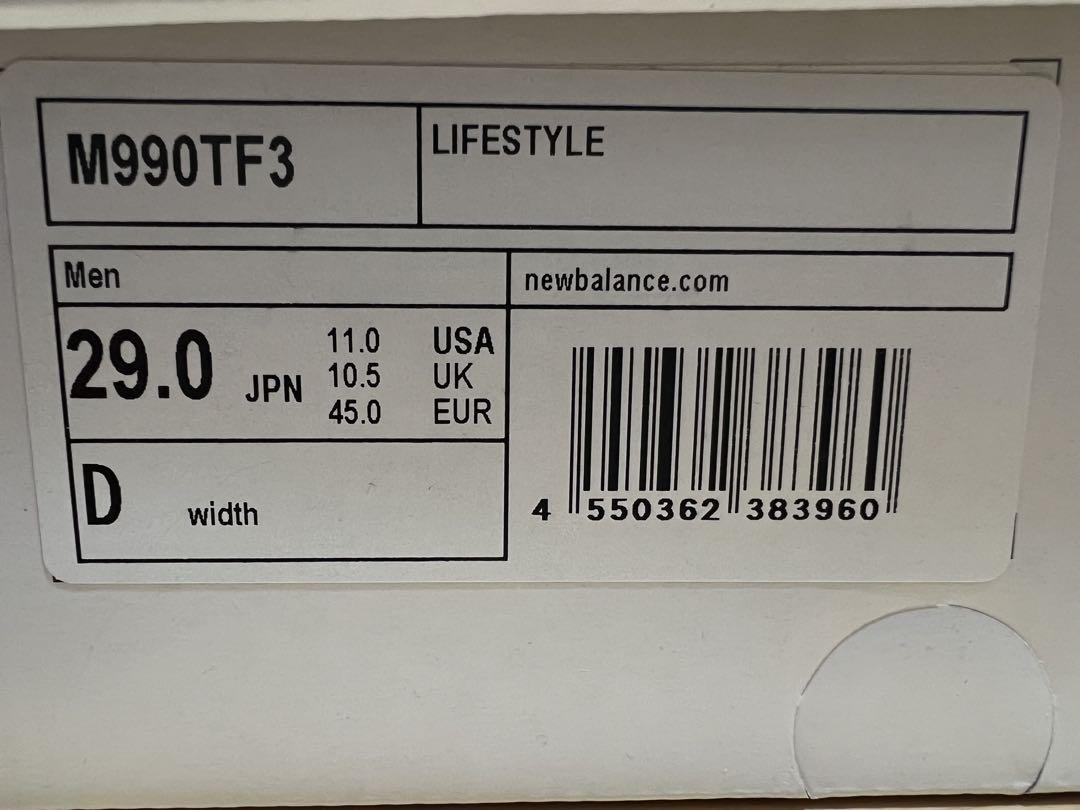 M990TF3
LIFESTYLE
Men
newbalance.com
29.0 JPN
11.0 USA
10.5 UK
45.0 EUR
D width
4 550362 383960